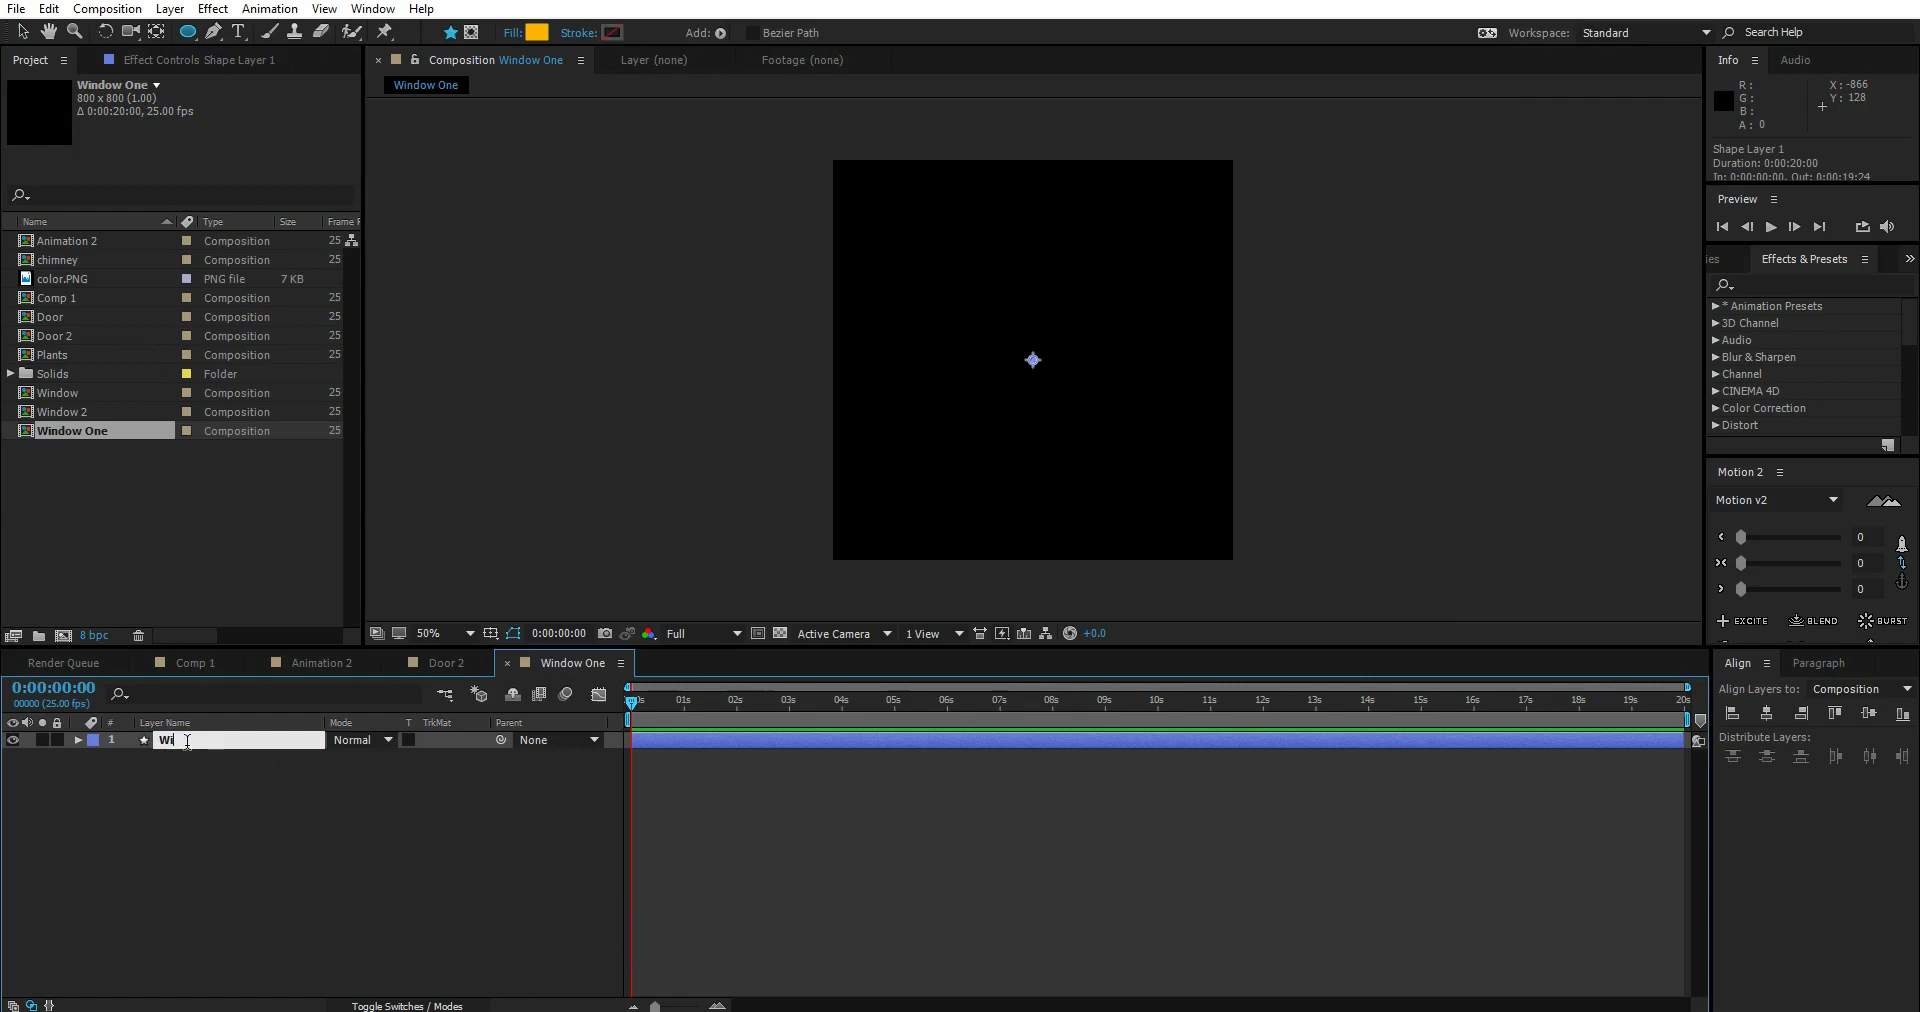 File Edit Composition Layer Effect Animation View Window Help
Fill: Stroke: Add: Bezier Path Workspace: Standard Search Help
Project Effect Controls Shape Layer 1
Composition Window One Layer (none) Footage (none)
Info Audio
Window One
800 x 800 (1.00)
Δ 0:00:20:00, 25.00 fps
Window One
R: X: -866
G: Y: 128
B:
A: 0
Shape Layer 1
Duration: 0:00:20:00
In: 0:00:00:00, Out: 0:00:19:24
Preview
Name Type Size Frame
Animation 2 Composition 25
chimney Composition 25
color.PNG PNG file 7 KB
Comp 1 Composition 25
Door Composition 25
Door 2 Composition 25
Plants Composition 25
Solids Folder
Window Composition 25
Window 2 Composition 25
Window One Composition 25
Effects & Presets
* Animation Presets
3D Channel
Audio
Blur & Sharpen
Channel
CINEMA 4D
Color Correction
Distort
Motion 2
Motion v2
0
0
0
EXCITE BLEND BURST
8 bpc
50% 0:00:00:00 Full Active Camera 1 View +0.0
Render Queue Comp 1 Animation 2 Door 2 Window One
0:00:00:00
00000 (25.00 fps)
01s 02s 03s 04s 05s 06s 07s 08s 09s 10s 11s 12s 13s 14s 15s 16s 17s 18s 19s 20s
# Layer Name Mode T TrkMat Parent
1 Wi Normal None
Toggle Switches / Modes
Align Paragraph
Align Layers to: Composition
Distribute Layers: